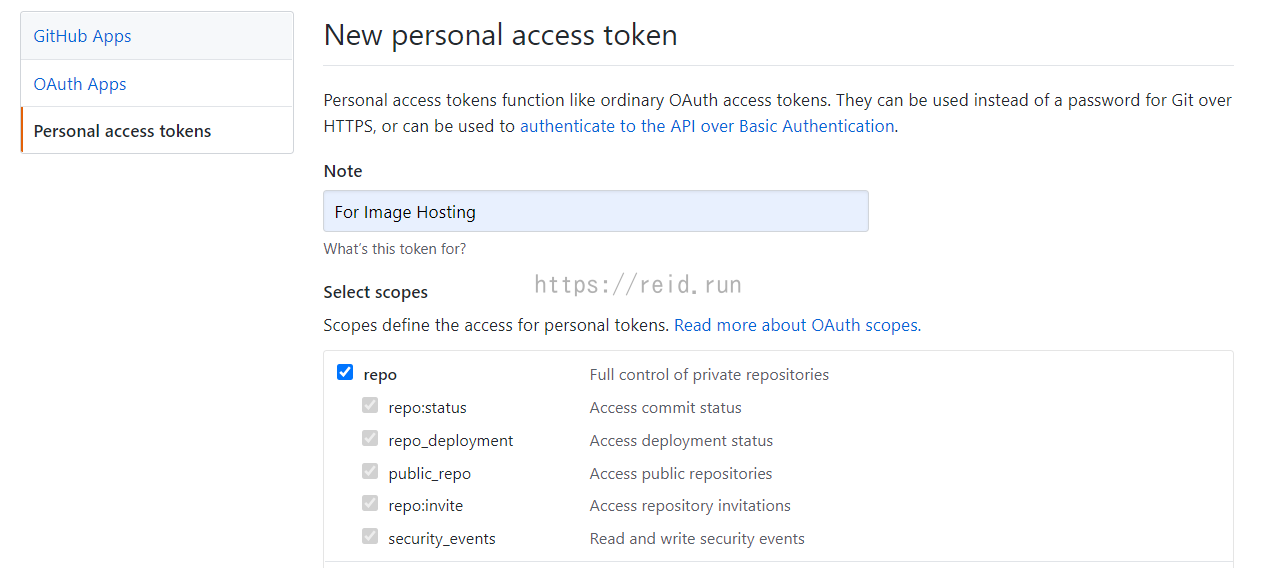 GitHub Apps
OAuth Apps
Personal access tokens
New personal access token
Personal access tokens function like ordinary OAuth access tokens. They can be used instead of a password for Git over
HTTPS, or can be used to authenticate to the API over Basic Authentication.
Note
For Image Hosting
What's this token for?
https://reid.run
Select scopes
Scopes define the access for personal tokens. Read more about OAuth scopes.
repo Full control of private repositories
repo:status Access commit status
repo_deployment Access deployment status
public_repo Access public repositories
repo:invite Access repository invitations
security_events Read and write security events